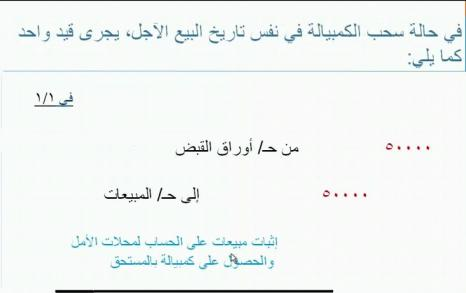 في حالة سحب الكمبيالة في نفس تاريخ البيع الآجل، يجرى قيد واحد
كما يلي:
في ١/١
٥٠٠٠٠ من حـ/ أوراق القبض
٥٠٠٠٠ إلى حـ/ المبيعات
إثبات مبيعات على الحساب لمحلات الأمل
والحصول على كمبيالة بالمستحق